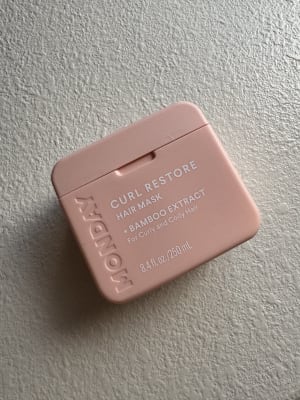 MONDAY
CURL RESTORE
HAIR MASK
+ BAMBOO EXTRACT
For Curly and Coily Hair
8.4 fl.oz/250 mL